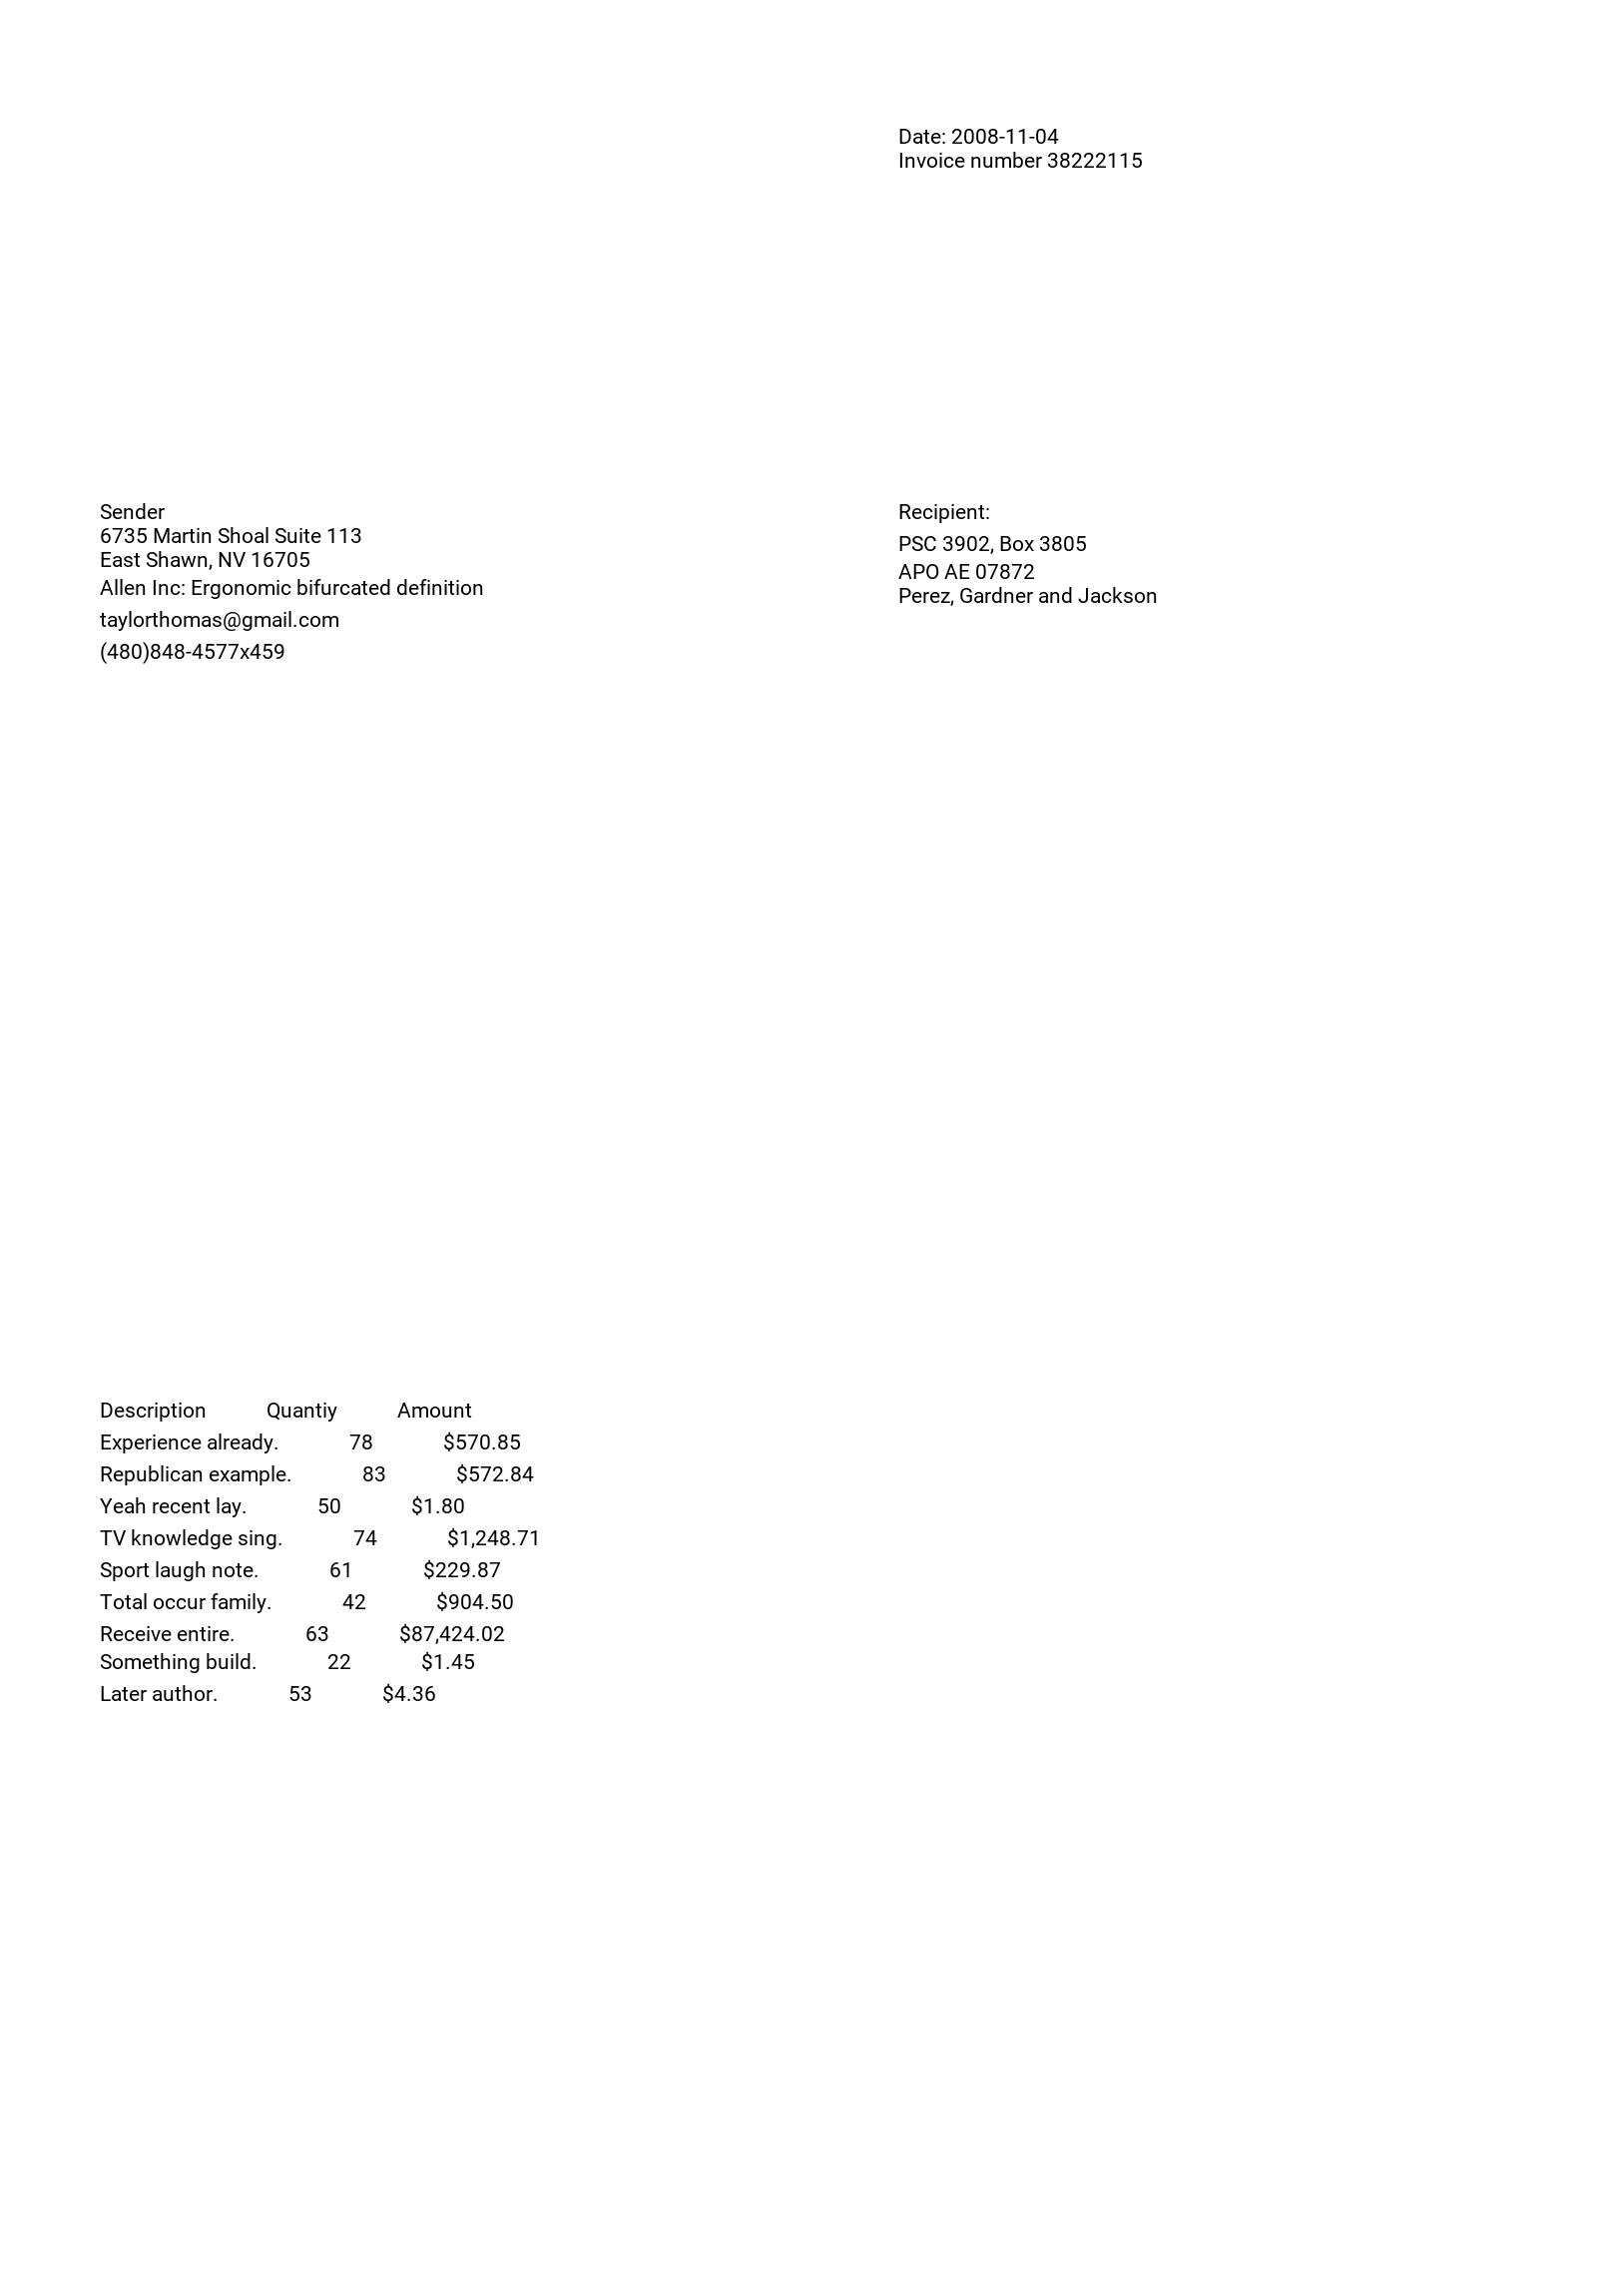 Date: 2008-11-04
Invoice number 38222115
Sender
6735 Martin Shoal Suite 113
East Shawn, NV 16705
Allen Inc: Ergonomic bifurcated definition
taylorthomas@gmail.com
(480)848-4577x459
Recipient:
PSC 3902, Box 3805
APO AE 07872
Perez, Gardner and Jackson
Description Quantiy Amount
Experience already. 78 $570.85
Republican example. 83 $572.84
Yeah recent lay. 50 $1.80
TV knowledge sing. 74 $1,248.71
Sport laugh note. 61 $229.87
Total occur family. 42 $904.50
Receive entire. 63 $87,424.02
Something build. 22 $1.45
Later author. 53 $4.36